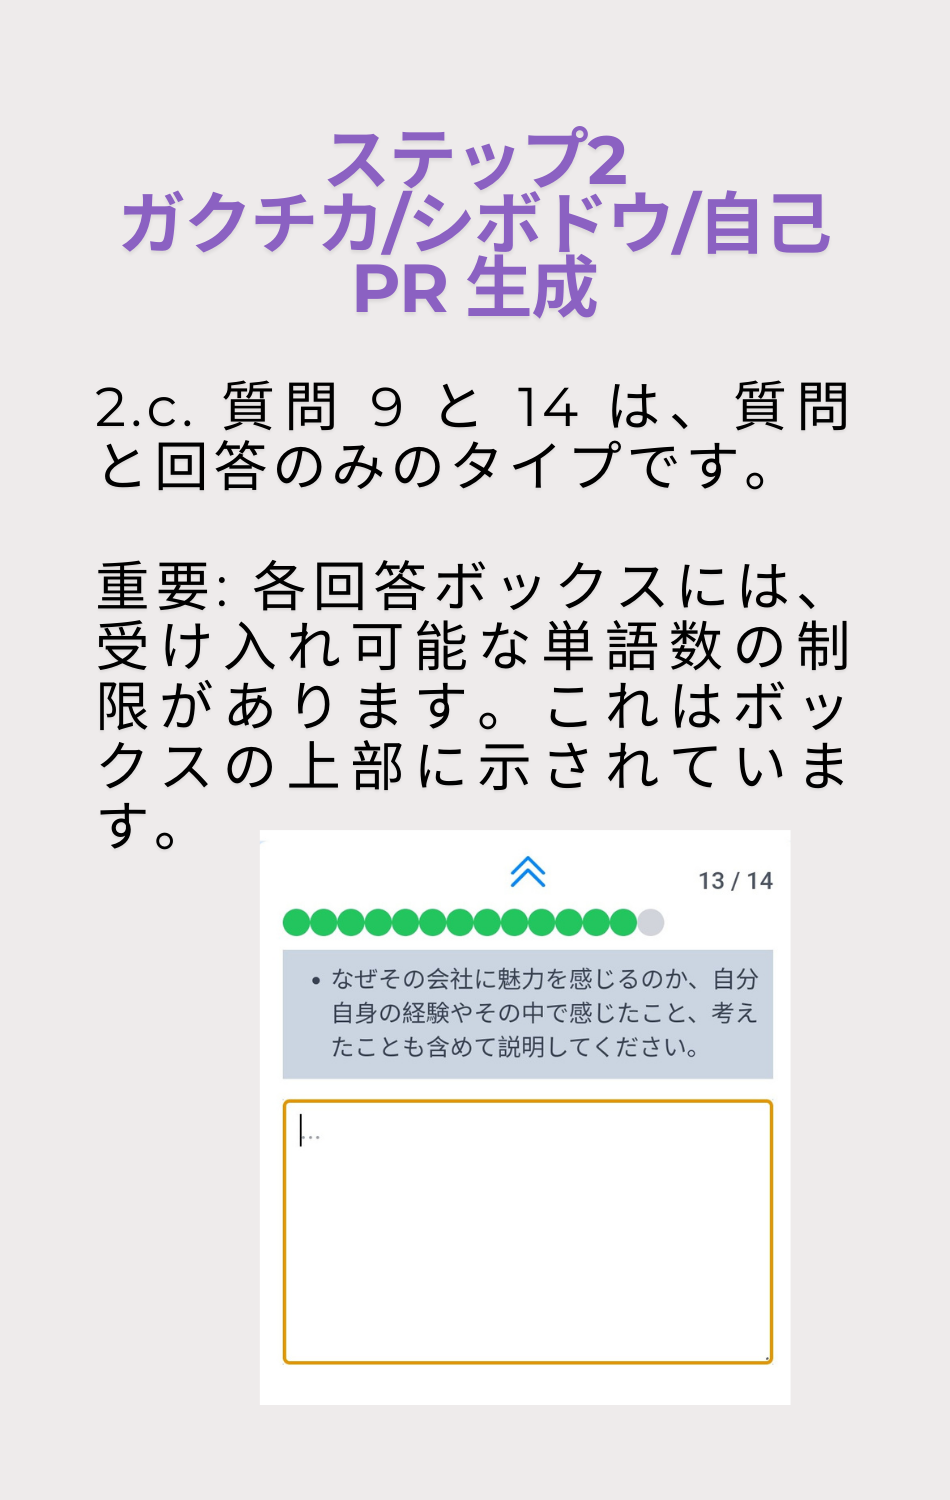 ステップ2
ガクチカ/シボドウ/自己
PR 生成
2.c. 質問 9 と 14 は、質問
と回答のみのタイプです。
重要: 各回答ボックスには、
受け入れ可能な単語数の制
限があります。これはボッ
クスの上部に示されていま
す。
13 / 14
• なぜその会社に魅力を感じるのか、自分
自身の経験やその中で感じたこと、考え
たことも含めて説明してください。
...